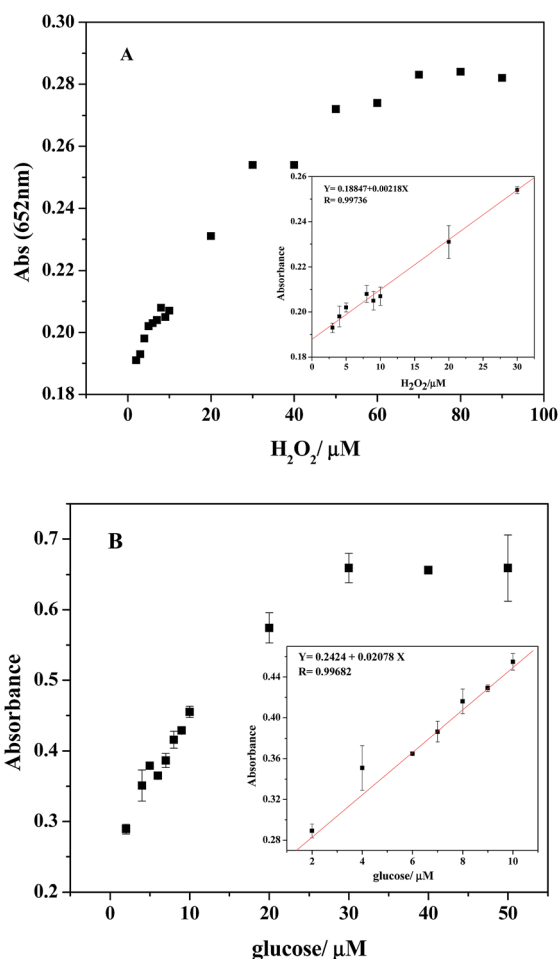 A
0.30
0.28
0.26
0.24
0.22
0.20
0.18
Abs (652nm)
0 20 40 60 80 100
H₂O₂/ μM
Y= 0.18847+0.00218X
R= 0.99736
0.26
0.24
0.22
0.20
0.18
Absorbance
0 5 10 15 20 25 30
H₂O₂/μM
B
0.7
0.6
0.5
0.4
0.3
0.2
Absorbance
0 10 20 30 40 50
glucose/ μM
Y= 0.2424 + 0.02078 X
R= 0.99682
0.44
0.40
0.36
0.32
0.28
Absorbance
2 4 6 8 10
glucose/ μM